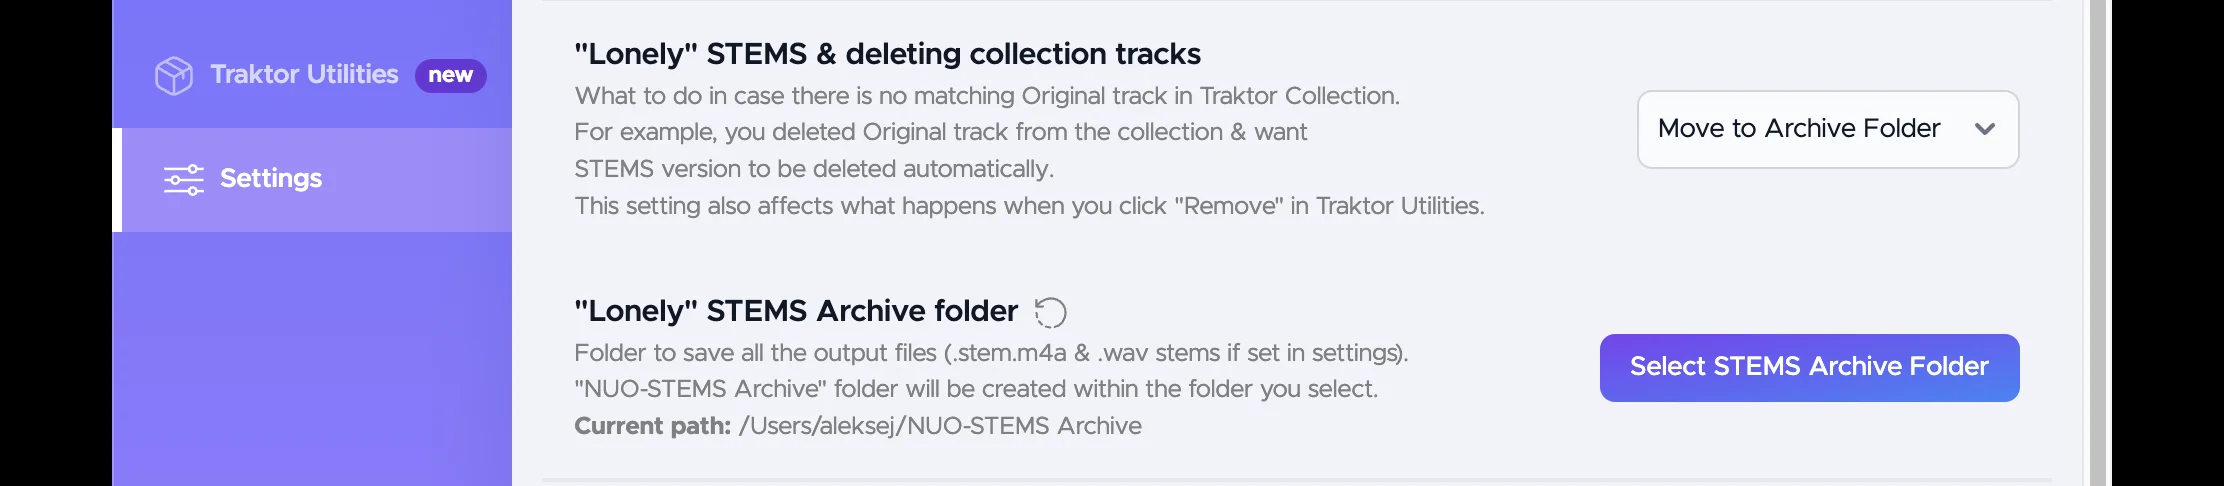 Traktor Utilities new
Settings
"Lonely" STEMS & deleting collection tracks
What to do in case there is no matching Original track in Traktor Collection.
For example, you deleted Original track from the collection & want
STEMS version to be deleted automatically.
This setting also affects what happens when you click "Remove" in Traktor Utilities.
Move to Archive Folder
"Lonely" STEMS Archive folder
Folder to save all the output files (.stem.m4a & .wav stems if set in settings).
"NUO-STEMS Archive" folder will be created within the folder you select.
Current path: /Users/aleksej/NUO-STEMS Archive
Select STEMS Archive Folder